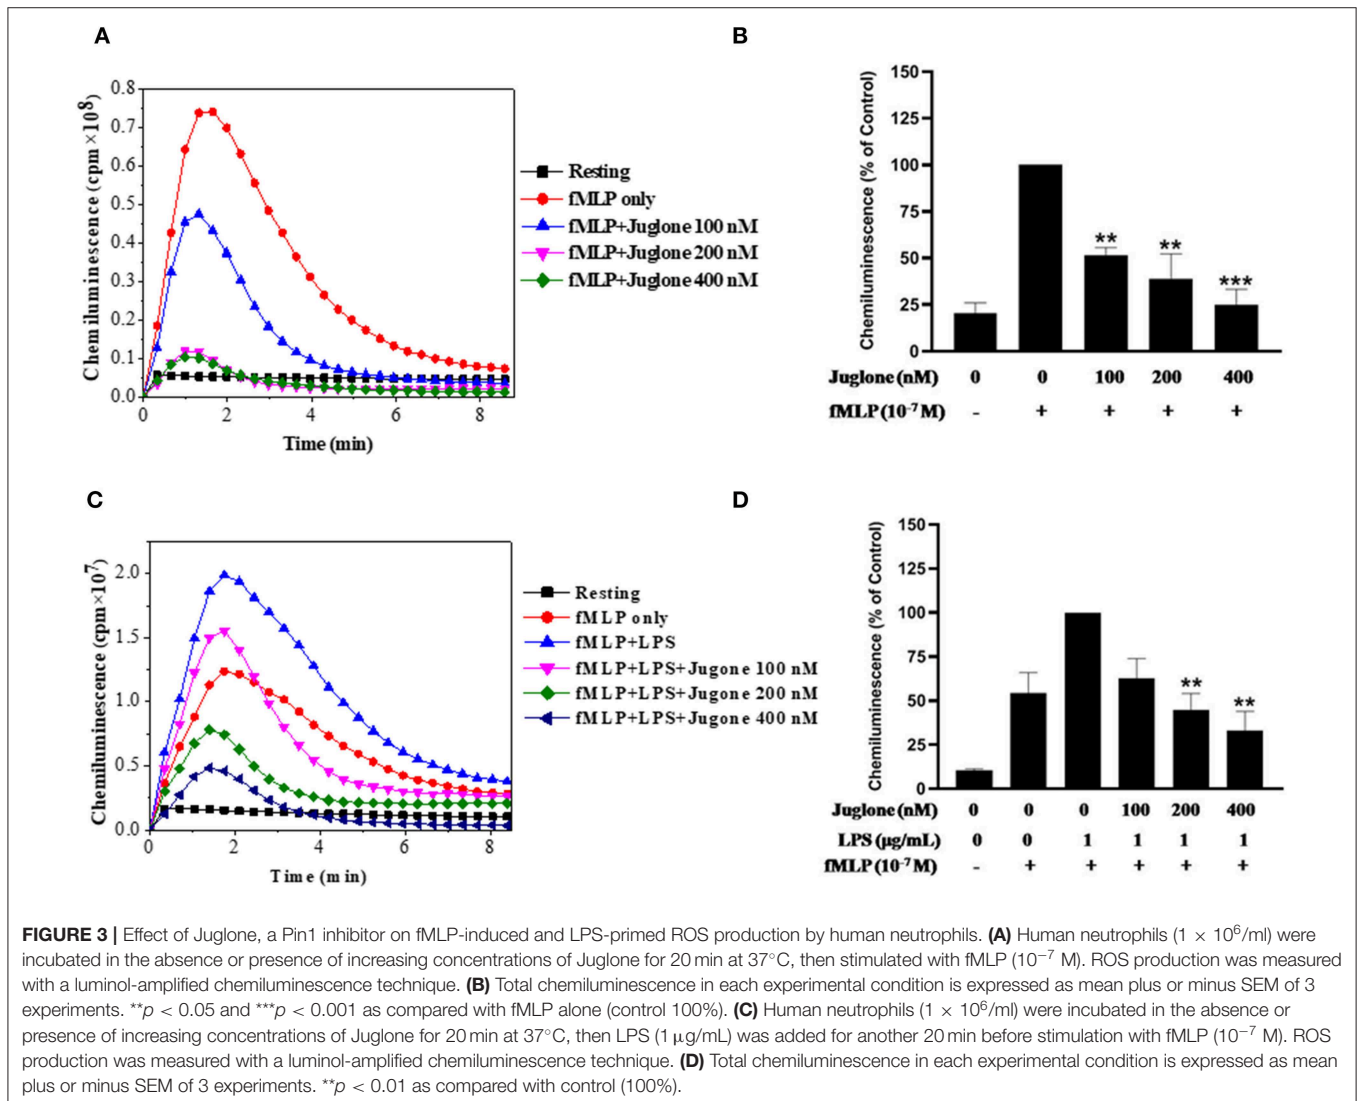 A
Chemiluminescence (cpm×10⁸)
0.8
0.7
0.6
0.5
0.4
0.3
0.2
0.1
0.0
0 2 4 6 8
Time (min)
Resting
fMLP only
fMLP+Juglone 100 nM
fMLP+Juglone 200 nM
fMLP+Juglone 400 nM
B
Chemiluminescence (% of Control)
150
100
75
50
25
0
** ** ***
Juglone (nM) 0 0 100 200 400
fMLP (10⁻⁷ M) - + + + +
C
Chemiluminescence (cpm×10⁷)
2.0
1.5
1.0
0.5
0.0
0 2 4 6 8
Time (min)
Resting
fMLP only
fMLP+LPS
fMLP+LPS+Jugone 100 nM
fMLP+LPS+Jugone 200 nM
fMLP+LPS+Jugone 400 nM
D
Chemiluminescence (% of Control)
150
100
75
50
25
0
** **
Juglone (nM) 0 0 0 100 200 400
LPS (μg/mL) 0 0 1 1 1 1
fMLP (10⁻⁷ M) - + + + + +
FIGURE 3 | Effect of Juglone, a Pin1 inhibitor on fMLP-induced and LPS-primed ROS production by human neutrophils. (A) Human neutrophils (1 × 10⁶/ml) were
incubated in the absence or presence of increasing concentrations of Juglone for 20 min at 37°C, then stimulated with fMLP (10⁻⁷ M). ROS production was measured
with a luminol-amplified chemiluminescence technique. (B) Total chemiluminescence in each experimental condition is expressed as mean plus or minus SEM of 3
experiments. **p < 0.05 and ***p < 0.001 as compared with fMLP alone (control 100%). (C) Human neutrophils (1 × 10⁶/ml) were incubated in the absence or
presence of increasing concentrations of Juglone for 20 min at 37°C, then LPS (1 μg/mL) was added for another 20 min before stimulation with fMLP (10⁻⁷ M). ROS
production was measured with a luminol-amplified chemiluminescence technique. (D) Total chemiluminescence in each experimental condition is expressed as mean
plus or minus SEM of 3 experiments. **p < 0.01 as compared with control (100%).